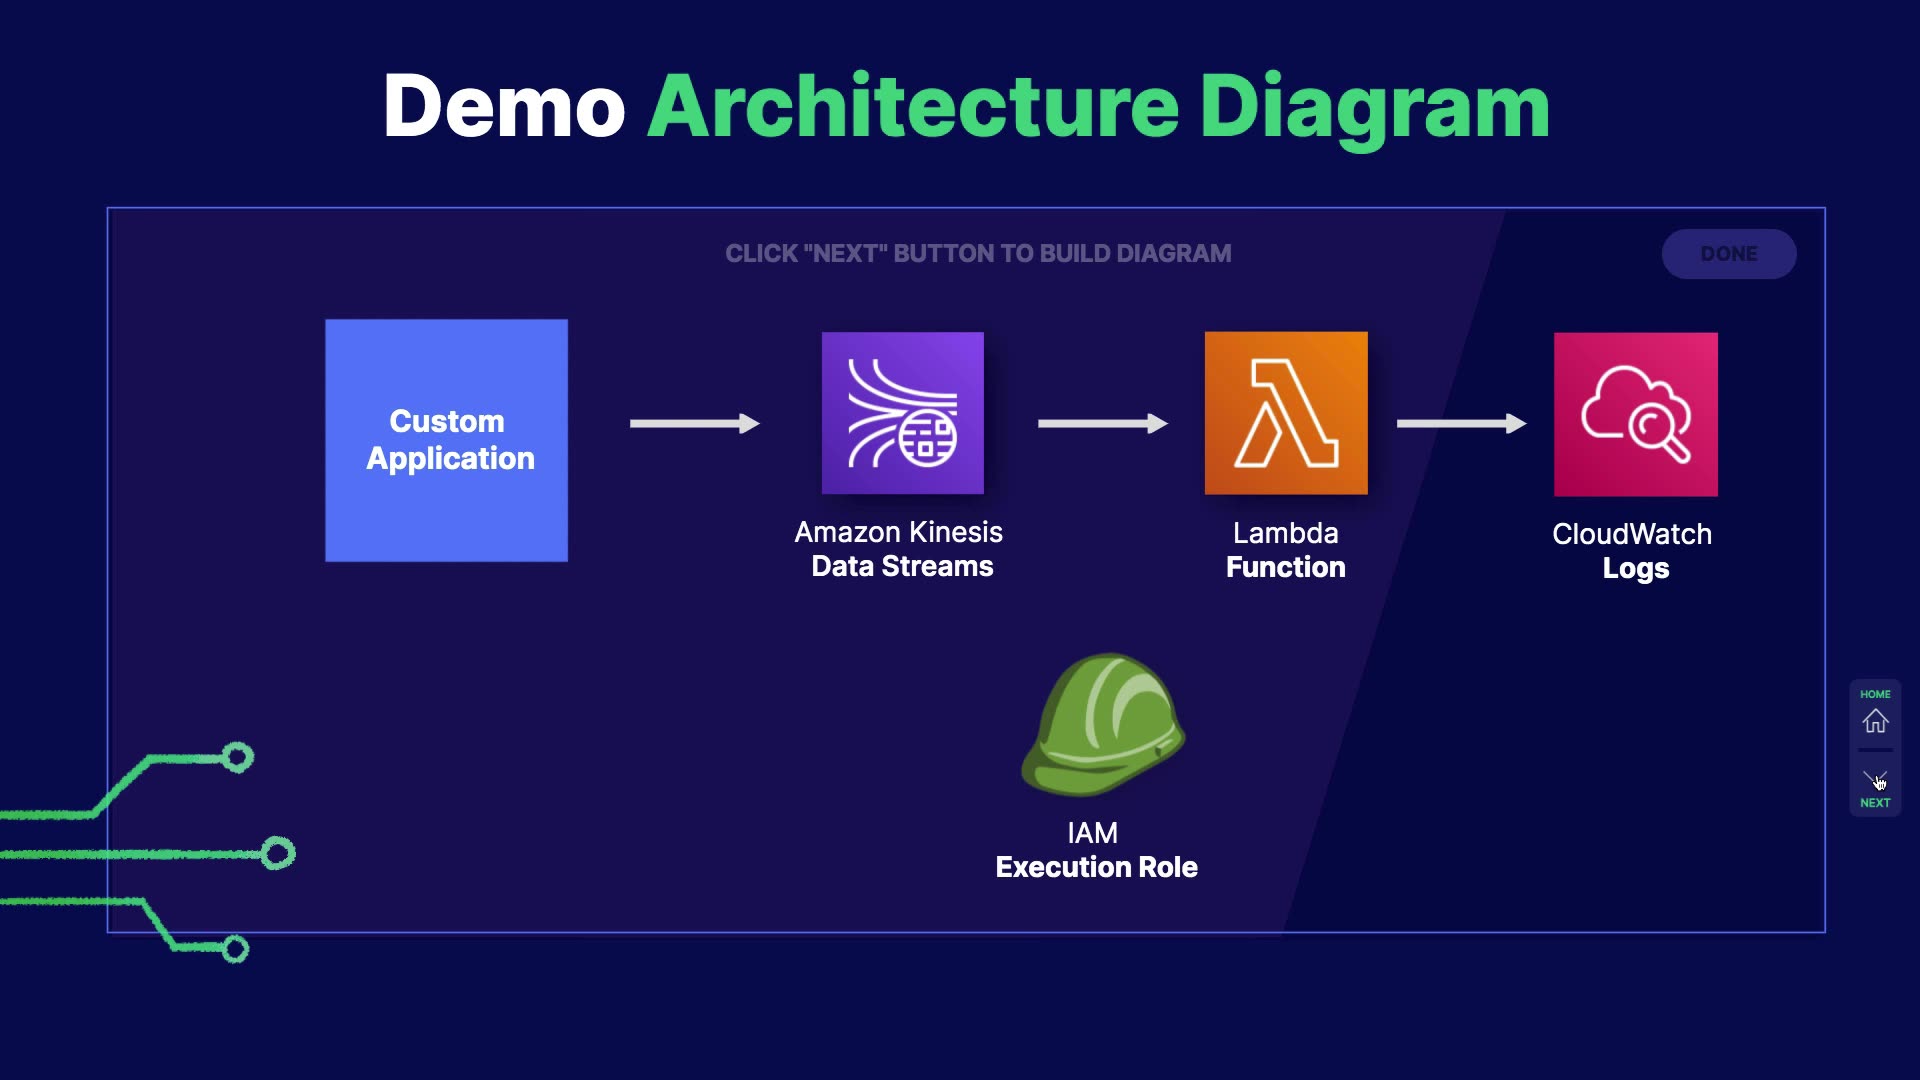 Demo Architecture Diagram
CLICK "NEXT" BUTTON TO BUILD DIAGRAM
DONE
Custom
Application
Amazon Kinesis
Data Streams
Lambda
Function
CloudWatch
Logs
IAM
Execution Role
HOME
NEXT